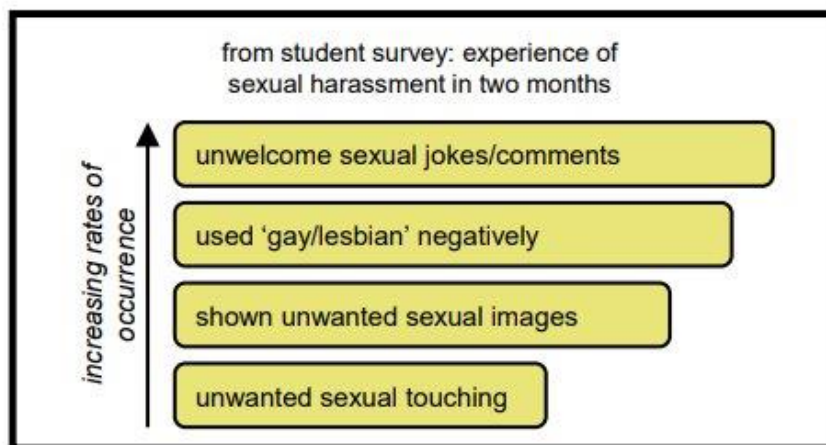 from student survey: experience of
sexual harassment in two months
increasing rates of
occurrence
unwelcome sexual jokes/comments
used ‘gay/lesbian’ negatively
shown unwanted sexual images
unwanted sexual touching